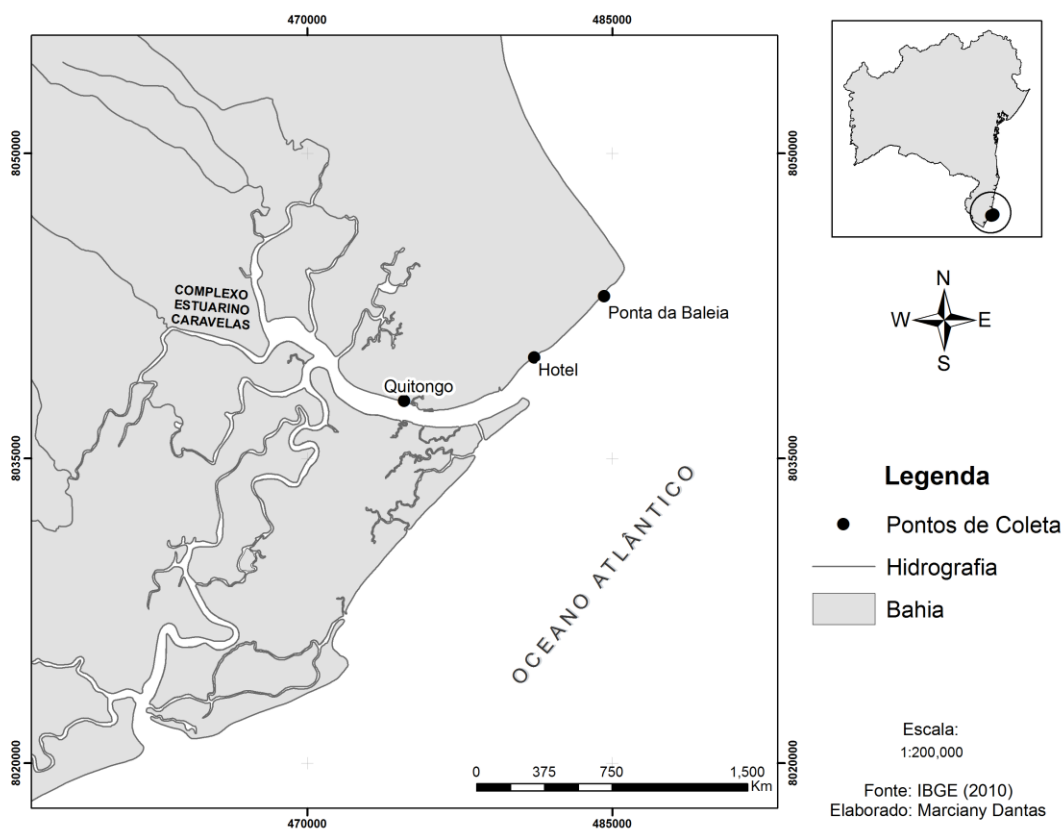 470000
485000
8050000
8050000
COMPLEXO
ESTUARINO
CARAVELAS
Ponta da Baleia
Hotel
Quitongo
8035000
8035000
OCEANO ATLÂNTICO
8020000
8020000
0 375 750 1,500
Km
470000
485000
N
W E
S
Legenda
Pontos de Coleta
Hidrografia
Bahia
Escala:
1:200,000
Fonte: IBGE (2010)
Elaborado: Marciany Dantas